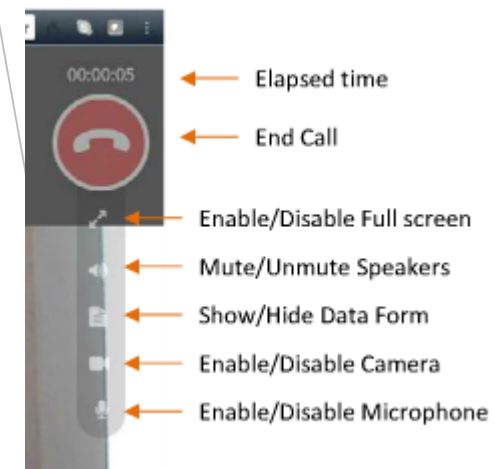 00:00:05
Elapsed time
End Call
Enable/Disable Full screen
Mute/Unmute Speakers
Show/Hide Data Form
Enable/Disable Camera
Enable/Disable Microphone